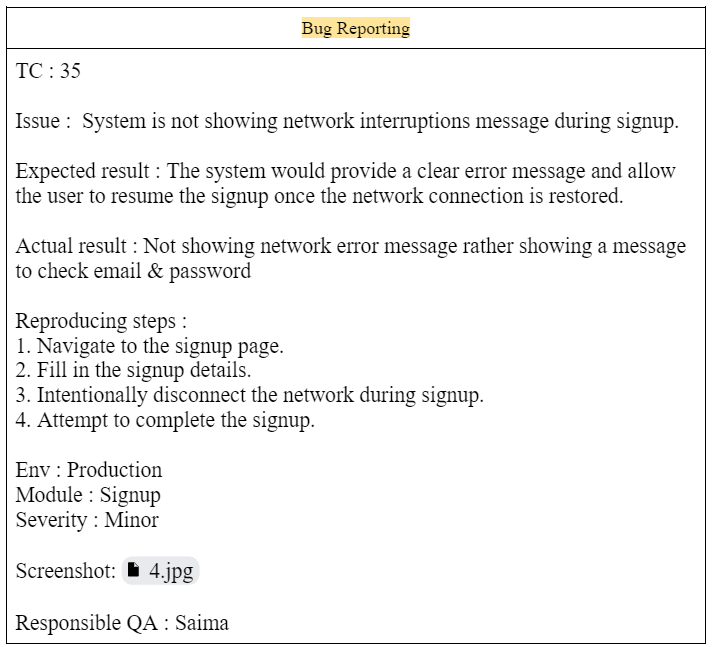 Bug Reporting
TC : 35
Issue :  System is not showing network interruptions message during signup.
Expected result : The system would provide a clear error message and allow
the user to resume the signup once the network connection is restored.
Actual result : Not showing network error message rather showing a message
to check email & password
Reproducing steps :
1. Navigate to the signup page.
2. Fill in the signup details.
3. Intentionally disconnect the network during signup.
4. Attempt to complete the signup.
Env : Production
Module : Signup
Severity : Minor
Screenshot: 4.jpg
Responsible QA : Saima